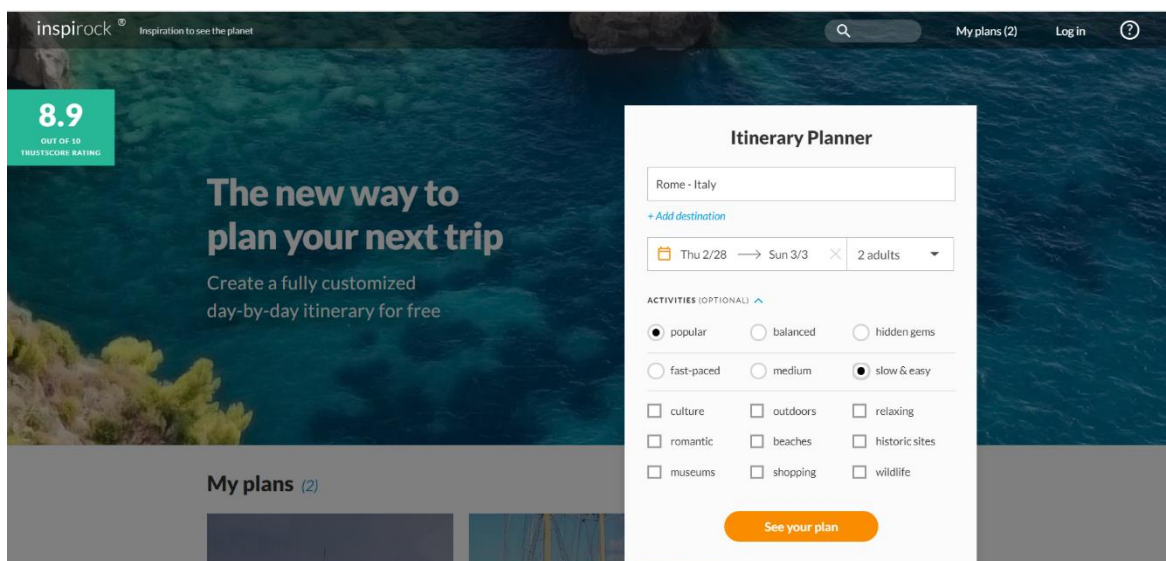 inspirock ® Inspiration to see the planet
My plans (2) Log in ?
8.9
OUT OF 10
TRUSTSCORE RATING
The new way to
plan your next trip
Create a fully customized
day-by-day itinerary for free
Itinerary Planner
Rome - Italy
+ Add destination
Thu 2/28 → Sun 3/3 × 2 adults
ACTIVITIES (OPTIONAL)
popular balanced hidden gems
fast-paced medium slow & easy
culture outdoors relaxing
romantic beaches historic sites
museums shopping wildlife
See your plan
My plans (2)